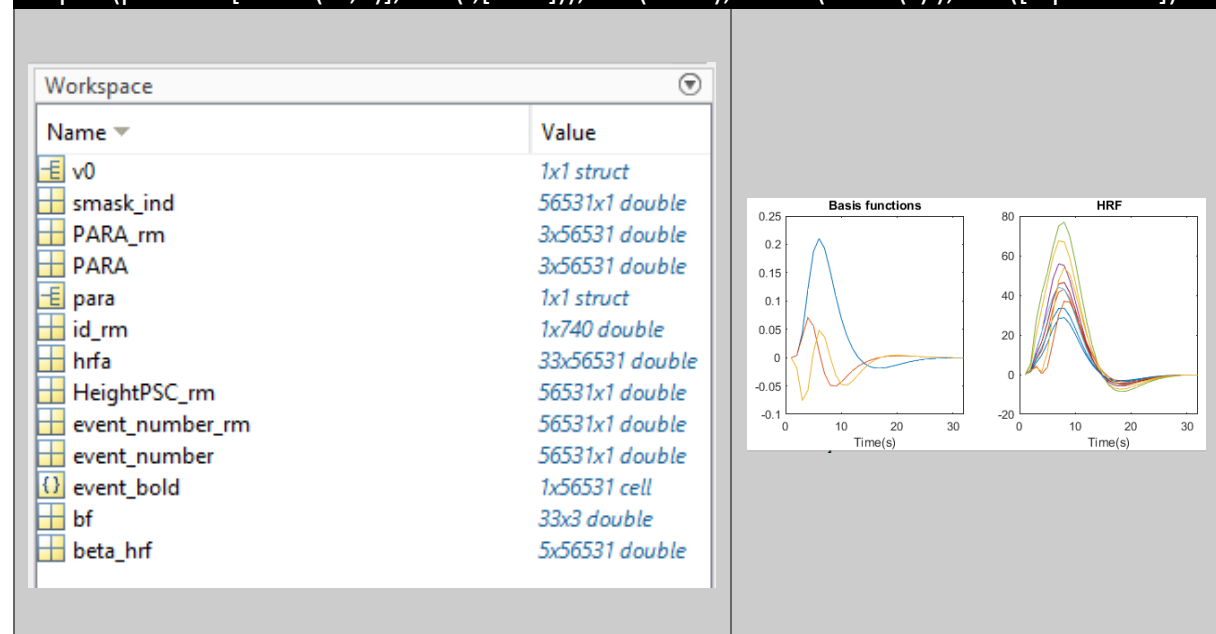 Workspace
Name Value
v0 1x1 struct
smask_ind 56531x1 double
PARA_rm 3x56531 double
PARA 3x56531 double
para 1x1 struct
id_rm 1x740 double
hrfa 33x56531 double
HeightPSC_rm 56531x1 double
event_number_rm 56531x1 double
event_number 56531x1 double
event_bold 1x56531 cell
bf 33x3 double
beta_hrf 5x56531 double
Basis functions
0.25
0.2
0.15
0.1
0.05
0
-0.05
-0.1
0 10 20 30
Time(s)
HRF
80
60
40
20
0
-20
0 10 20 30
Time(s)